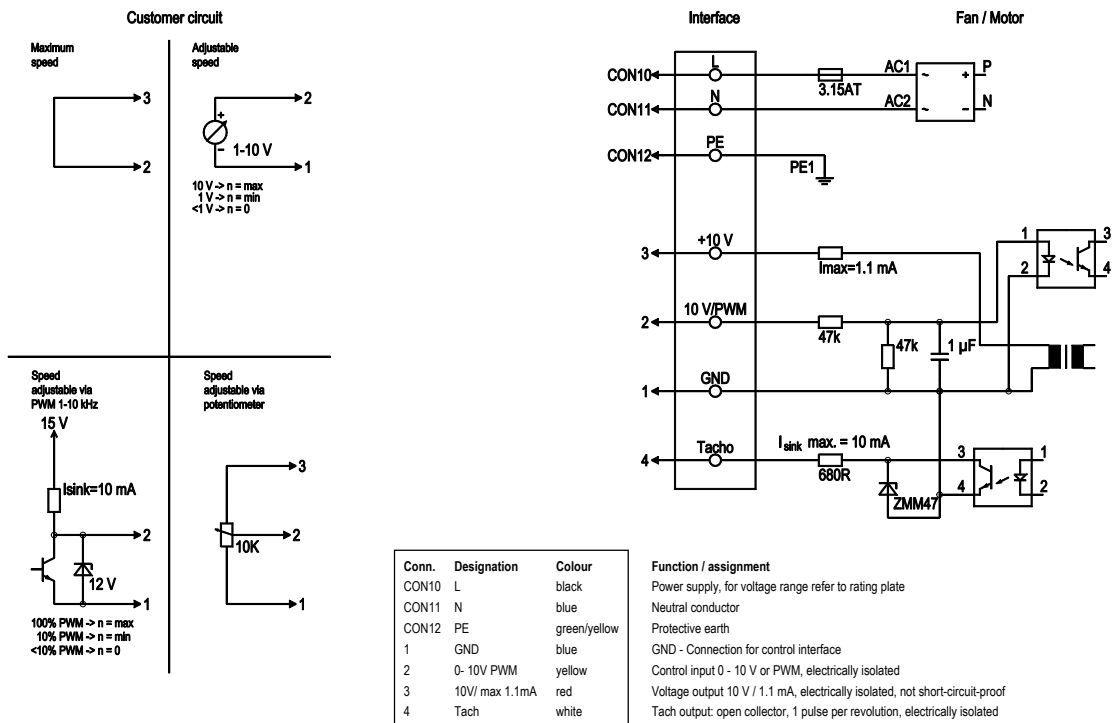 Customer circuit
Interface
Fan / Motor
Maximum
speed
3
2
Adjustable
speed
2
+
1-10 V
–
1
10 V -> n = max
1 V -> n = min
<1 V -> n = 0
Speed
adjustable via
PWM 1-10 kHz
15 V
Isink=10 mA
2
12 V
1
100% PWM -> n = max
10% PWM -> n = min
<10% PWM -> n = 0
Speed
adjustable via
potentiometer
3
2
10K
1
CON10 L 3.15AT AC1 ~ + P
CON11 N AC2 ~ – N
CON12 PE PE1
3 +10 V Imax=1.1 mA
1 3
2 4
2 10 V/PWM 47k 47k 1 µF
1 GND
4 Tacho Isink max. = 10 mA 680R ZMM47
3 1
4 2
Conn. Designation Colour Function / assignment
CON10 L black Power supply, for voltage range refer to rating plate
CON11 N blue Neutral conductor
CON12 PE green/yellow Protective earth
1 GND blue GND - Connection for control interface
2 0- 10V PWM yellow Control input 0 - 10 V or PWM, electrically isolated
3 10V/ max 1.1mA red Voltage output 10 V / 1.1 mA, electrically isolated, not short-circuit-proof
4 Tach white Tach output: open collector, 1 pulse per revolution, electrically isolated